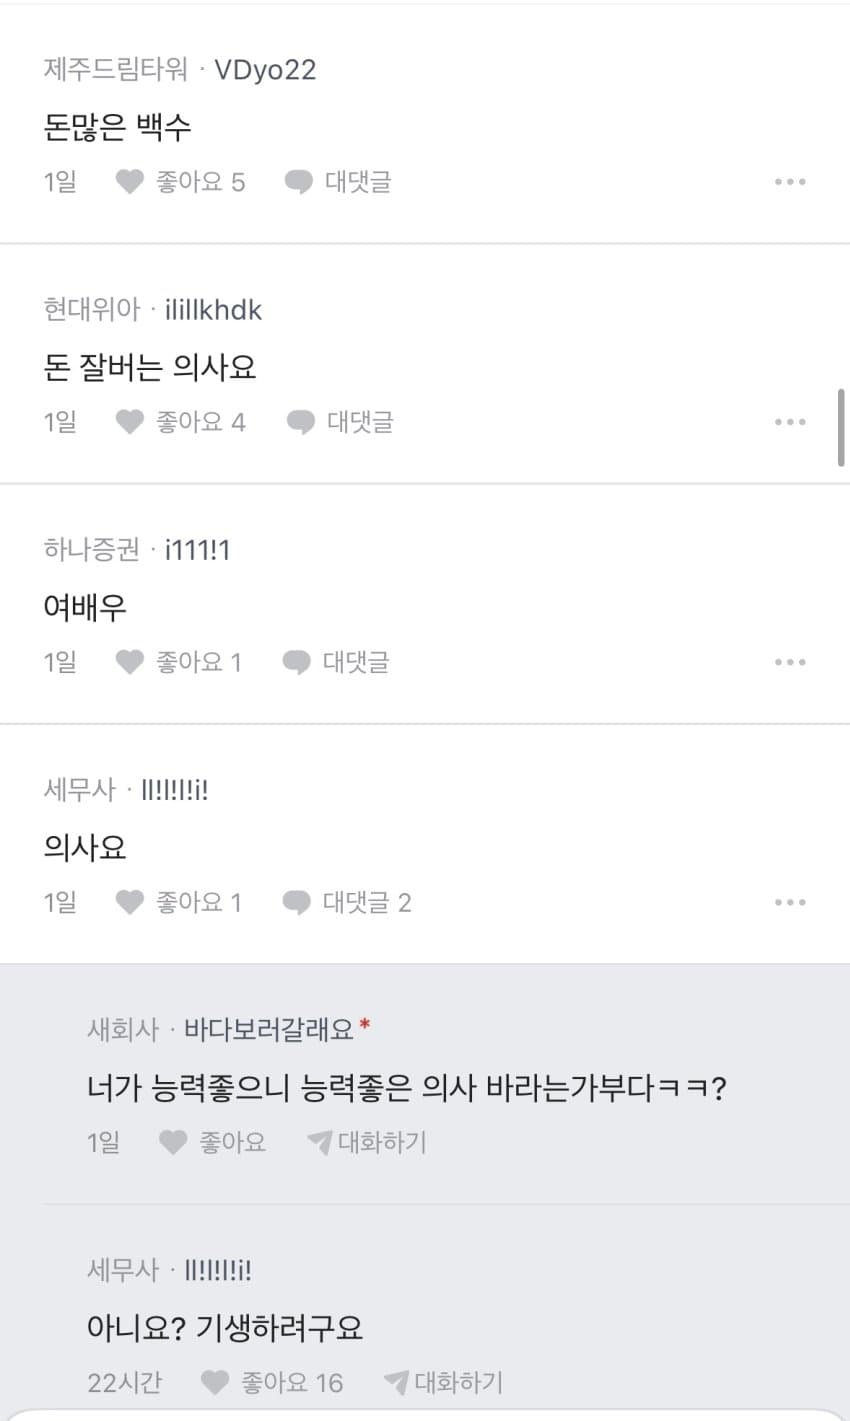 제주드림타워 · VDyo22
돈많은 백수
1일 좋아요 5 대댓글
현대위아 · ilillkhdk
돈 잘버는 의사요
1일 좋아요 4 대댓글
하나증권 · i111!1
여배우
1일 좋아요 1 대댓글
세무사 · ll!l!l!i!
의사요
1일 좋아요 1 대댓글 2
새회사 · 바다보러갈래요*
너가 능력좋으니 능력좋은 의사 바라는가부다ㅋㅋ?
1일 좋아요 대화하기
세무사 · ll!l!l!i!
아니요? 기생하려구요
22시간 좋아요 16 대화하기